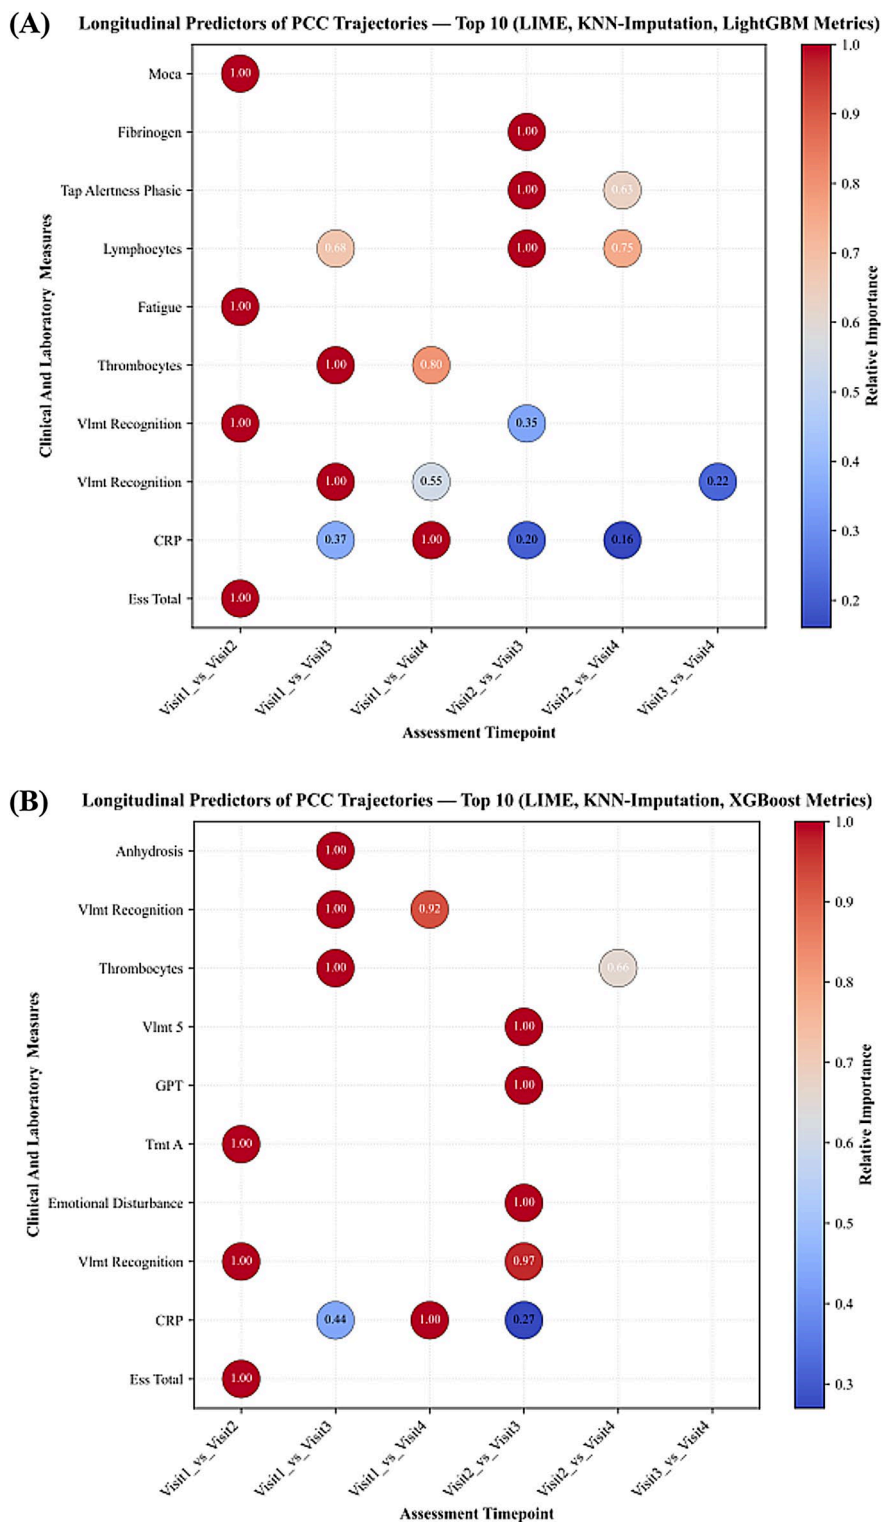 (A)
Longitudinal Predictors of PCC Trajectories — Top 10 (LIME, KNN-Imputation, LightGBM Metrics)
Clinical And Laboratory Measures
Moca
1.00
Fibrinogen
1.00
Tap Alertness Phasic
1.00 0.63
Lymphocytes
0.68 1.00 0.75
Fatigue
1.00
Thrombocytes
1.00 0.80
Vlmt Recognition
1.00 0.35
Vlmt Recognition
1.00 0.55 0.22
CRP
0.37 1.00 0.20 0.16
Ess Total
1.00
Visit1_vs_Visit2
Visit1_vs_Visit3
Visit1_vs_Visit4
Visit2_vs_Visit3
Visit2_vs_Visit4
Visit3_vs_Visit4
Assessment Timepoint
1.0
0.9
0.8
0.7
0.6
0.5
0.4
0.3
0.2
Relative Importance
(B)
Longitudinal Predictors of PCC Trajectories — Top 10 (LIME, KNN-Imputation, XGBoost Metrics)
Clinical And Laboratory Measures
Anhydrosis
1.00
Vlmt Recognition
1.00 0.92
Thrombocytes
1.00 0.66
Vlmt 5
1.00
GPT
1.00
Tmt A
1.00
Emotional Disturbance
1.00
Vlmt Recognition
1.00 0.97
CRP
0.44 1.00 0.27
Ess Total
1.00
Visit1_vs_Visit2
Visit1_vs_Visit3
Visit1_vs_Visit4
Visit2_vs_Visit3
Visit2_vs_Visit4
Visit3_vs_Visit4
Assessment Timepoint
1.0
0.9
0.8
0.7
0.6
0.5
0.4
0.3
Relative Importance